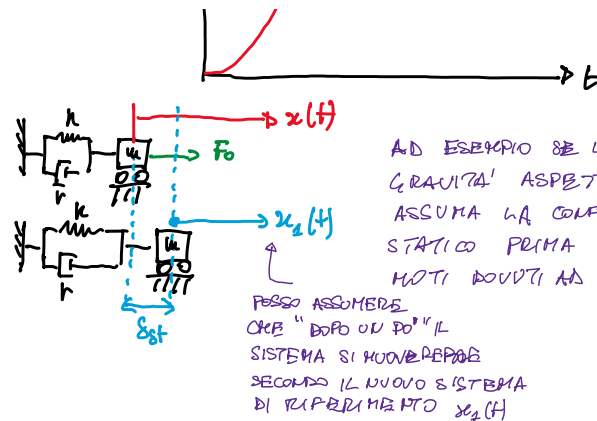 t
x(t)
k
m
F₀
r
k
m
x₁(t)
r
δst
AD ESEMPIO SE L
GRAVITA' ASPET
ASSUMA LA CONF
STATICO PRIMA
MOTI DOVUTI AD
POSSO ASSUMERE
CHE "DOPO UN PO'" IL
SISTEMA SI MUOVEREBBE
SECONDO IL NUOVO SISTEMA
DI RIFERIMENTO x₁(t)